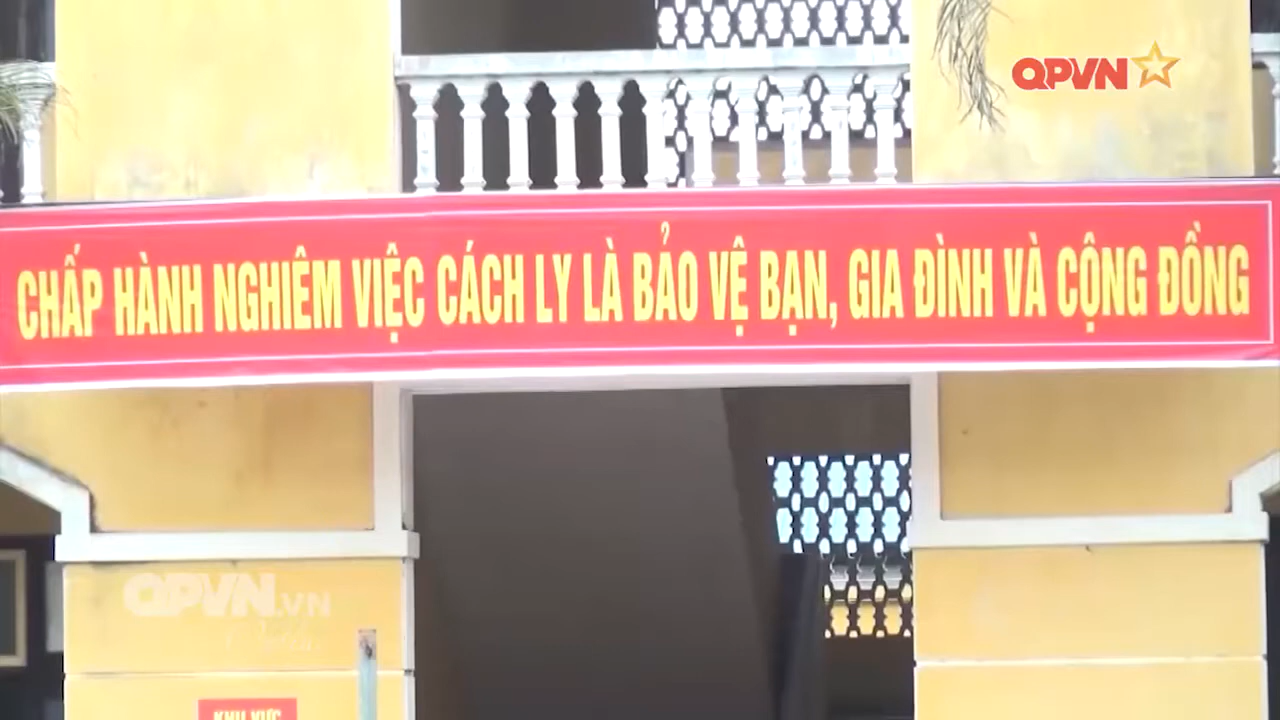 QPVN
CHẤP HÀNH NGHIÊM VIỆC CÁCH LY LÀ BẢO VỆ BẠN, GIA ĐÌNH VÀ CỘNG ĐỒNG
QPVN.VN
KHU VỰC